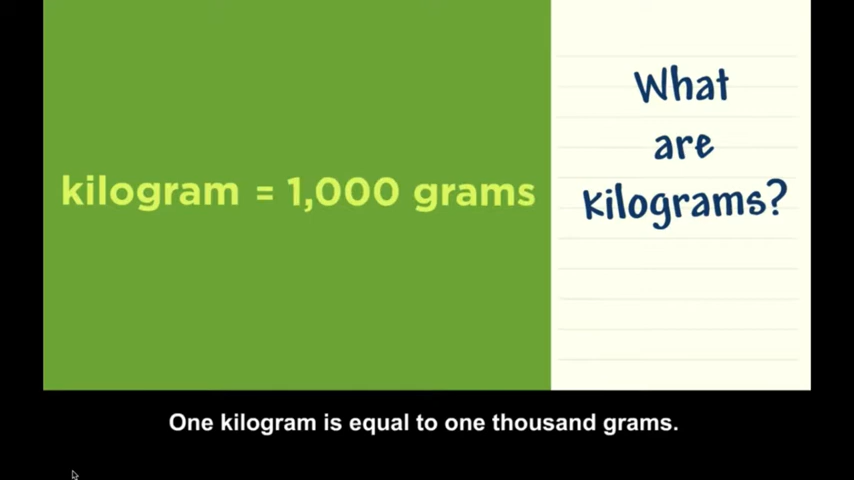 kilogram = 1,000 grams
What
are
kilograms?
One kilogram is equal to one thousand grams.